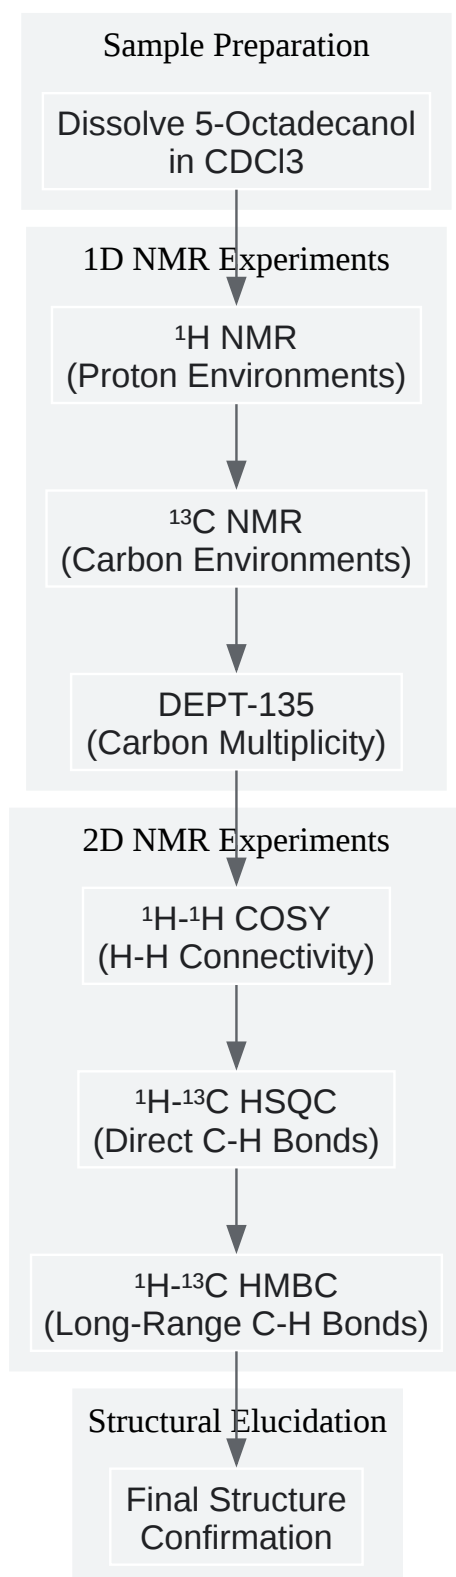 Sample Preparation
Dissolve 5-Octadecanol
in CDCl3
1D NMR Experiments
¹H NMR
(Proton Environments)
¹³C NMR
(Carbon Environments)
DEPT-135
(Carbon Multiplicity)
2D NMR Experiments
¹H-¹H COSY
(H-H Connectivity)
¹H-¹³C HSQC
(Direct C-H Bonds)
¹H-¹³C HMBC
(Long-Range C-H Bonds)
Structural Elucidation
Final Structure
Confirmation